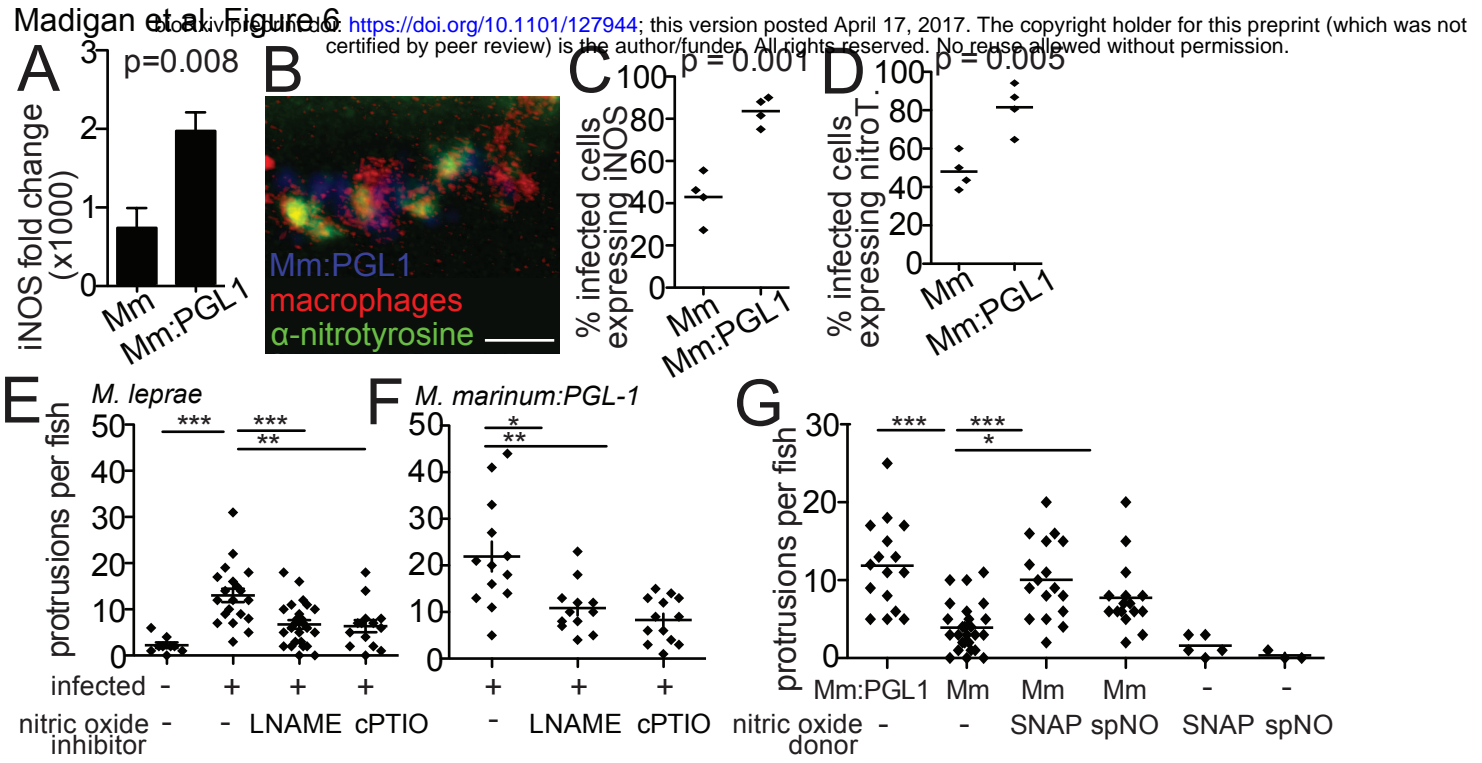 Madigan et al. Figure 6
bioRxiv preprint doi: https://doi.org/10.1101/127944; this version posted April 17, 2017. The copyright holder for this preprint (which was not
certified by peer review) is the author/funder. All rights reserved. No reuse allowed without permission.
A
p=0.008
iNOS fold change
(x1000)
3
2
1
0
Mm
Mm:PGL1
B
Mm:PGL1
macrophages
α-nitrotyrosine
C
p = 0.001
% infected cells
expressing iNOS
100
80
60
40
20
0
Mm
Mm:PGL1
D
p = 0.005
% infected cells
expressing nitroT.
100
80
60
40
20
0
Mm
Mm:PGL1
E
M. leprae
protrusions per fish
50
40
30
20
10
0
***
***
**
infected - + + +
nitric oxide
inhibitor
- - LNAME cPTIO
F
M. marinum:PGL-1
50
40
30
20
10
0
*
**
+ + +
- LNAME cPTIO
G
protrusions per fish
30
20
10
0
***
***
*
Mm:PGL1 Mm Mm Mm - -
nitric oxide
donor
- - SNAP spNO SNAP spNO